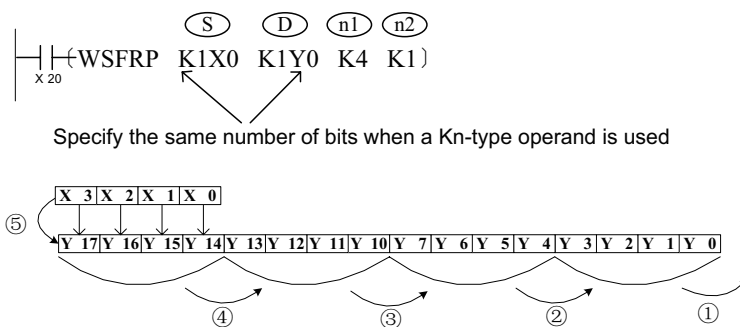 S D n1 n2
WSFRP K1X0 K1Y0 K4 K1
X 20
Specify the same number of bits when a Kn-type operand is used
X 3 X 2 X 1 X 0
⑤
Y 17 Y 16 Y 15 Y 14 Y 13 Y 12 Y 11 Y 10 Y 7 Y 6 Y 5 Y 4 Y 3 Y 2 Y 1 Y 0
④ ③ ② ①